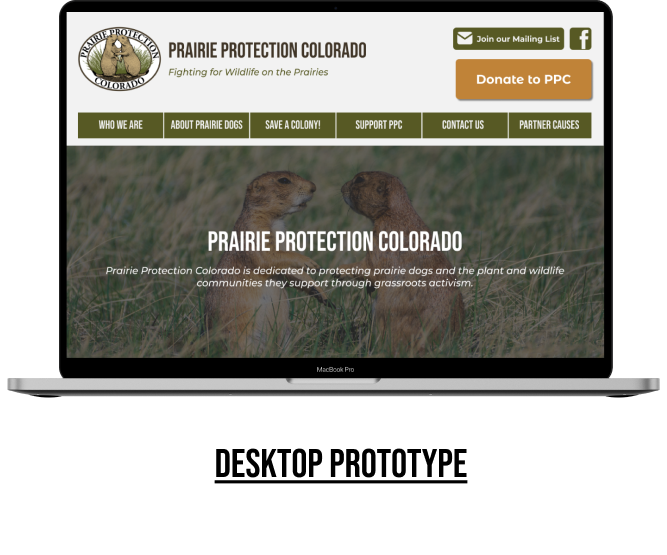 PRAIRIE PROTECTION
COLORADO
PRAIRIE PROTECTION COLORADO
Fighting for Wildlife on the Prairies
Join our Mailing List
f
Donate to PPC
WHO WE ARE
ABOUT PRAIRIE DOGS
SAVE A COLONY!
SUPPORT PPC
CONTACT US
PARTNER CAUSES
PRAIRIE PROTECTION COLORADO
Prairie Protection Colorado is dedicated to protecting prairie dogs and the plant and wildlife
communities they support through grassroots activism.
MacBook Pro
DESKTOP PROTOTYPE